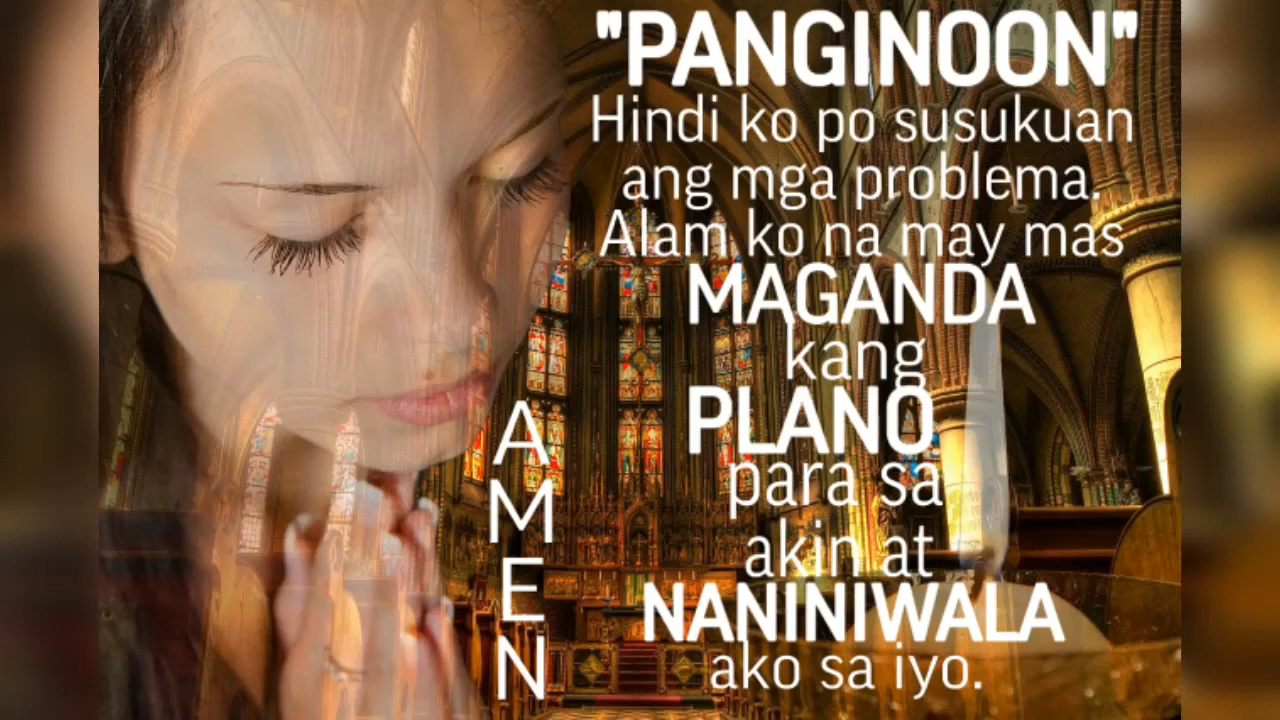 "PANGINOON"
Hindi ko po susukuan
ang mga problema.
Alam ko na may mas
MAGANDA
kang
PLANO
para sa
akin at
NANINIWALA
ako sa iyo.
AMEN